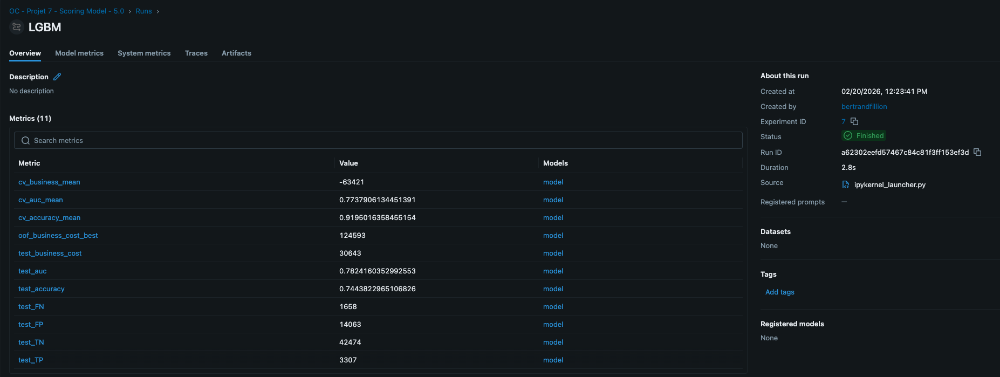 OC - Projet 7 - Scoring Model - 5.0 › Runs ›
LGBM
Overview Model metrics System metrics Traces Artifacts
Description
No description
Metrics (11)
Search metrics
Metric Value Models
cv_business_mean -63421 model
cv_auc_mean 0.7737906134451391 model
cv_accuracy_mean 0.9195016358455154 model
oof_business_cost_best 124593 model
test_business_cost 30643 model
test_auc 0.7824160352992553 model
test_accuracy 0.7443822965106826 model
test_FN 1658 model
test_FP 14063 model
test_TN 42474 model
test_TP 3307 model
About this run
Created at 02/20/2026, 12:23:41 PM
Created by bertrandfillion
Experiment ID 7
Status Finished
Run ID a62302eefd57467c84c81f3ff153ef3d
Duration 2.8s
Source ipykernel_launcher.py
Registered prompts —
Datasets
None
Tags
Add tags
Registered models
None